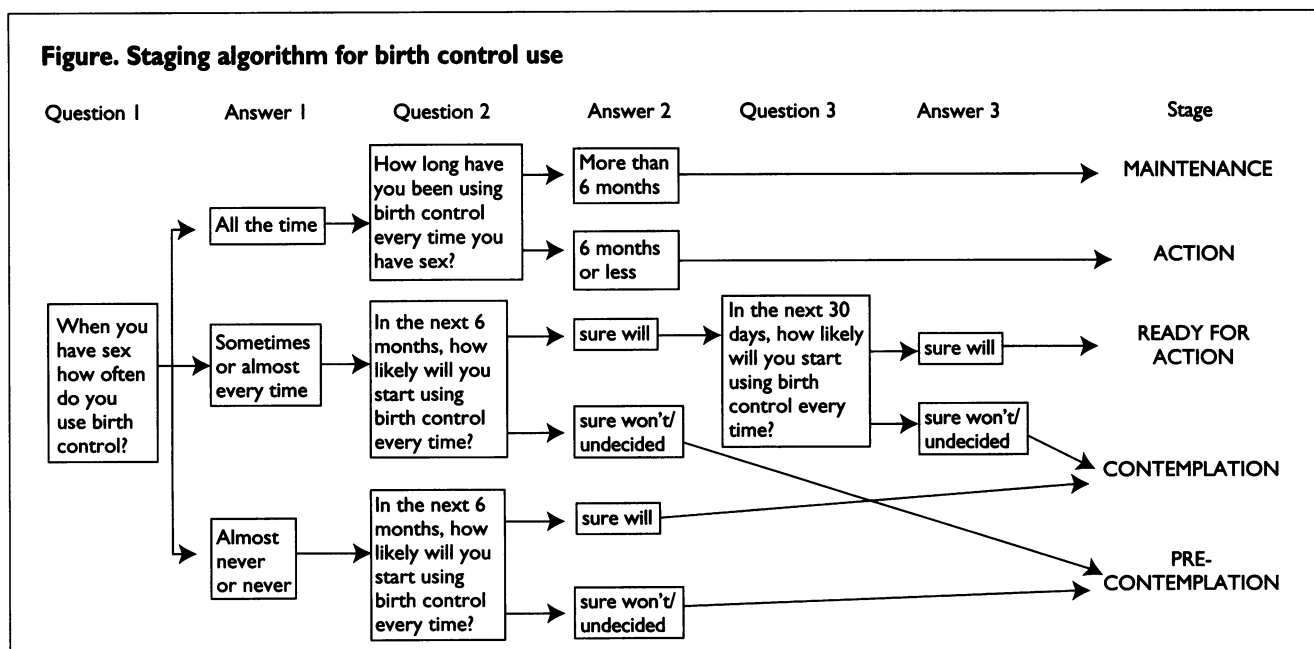 Figure. Staging algorithm for birth control use
Question 1 Answer 1 Question 2 Answer 2 Question 3 Answer 3 Stage
When you
have sex
how often
do you
use birth
control?
All the time
How long have
you been using
birth control
every time you
have sex?
More than
6 months
MAINTENANCE
6 months
or less
ACTION
Sometimes
or almost
every time
In the next 6
months, how
likely will you
start using
birth control
every time?
sure will
In the next 30
days, how likely
will you start
using birth
control every
time?
sure will
READY FOR
ACTION
sure won't/
undecided
sure won't/
undecided
CONTEMPLATION
Almost
never
or never
In the next 6
months, how
likely will you
start using
birth control
every time?
sure will
sure won't/
undecided
PRE-
CONTEMPLATION